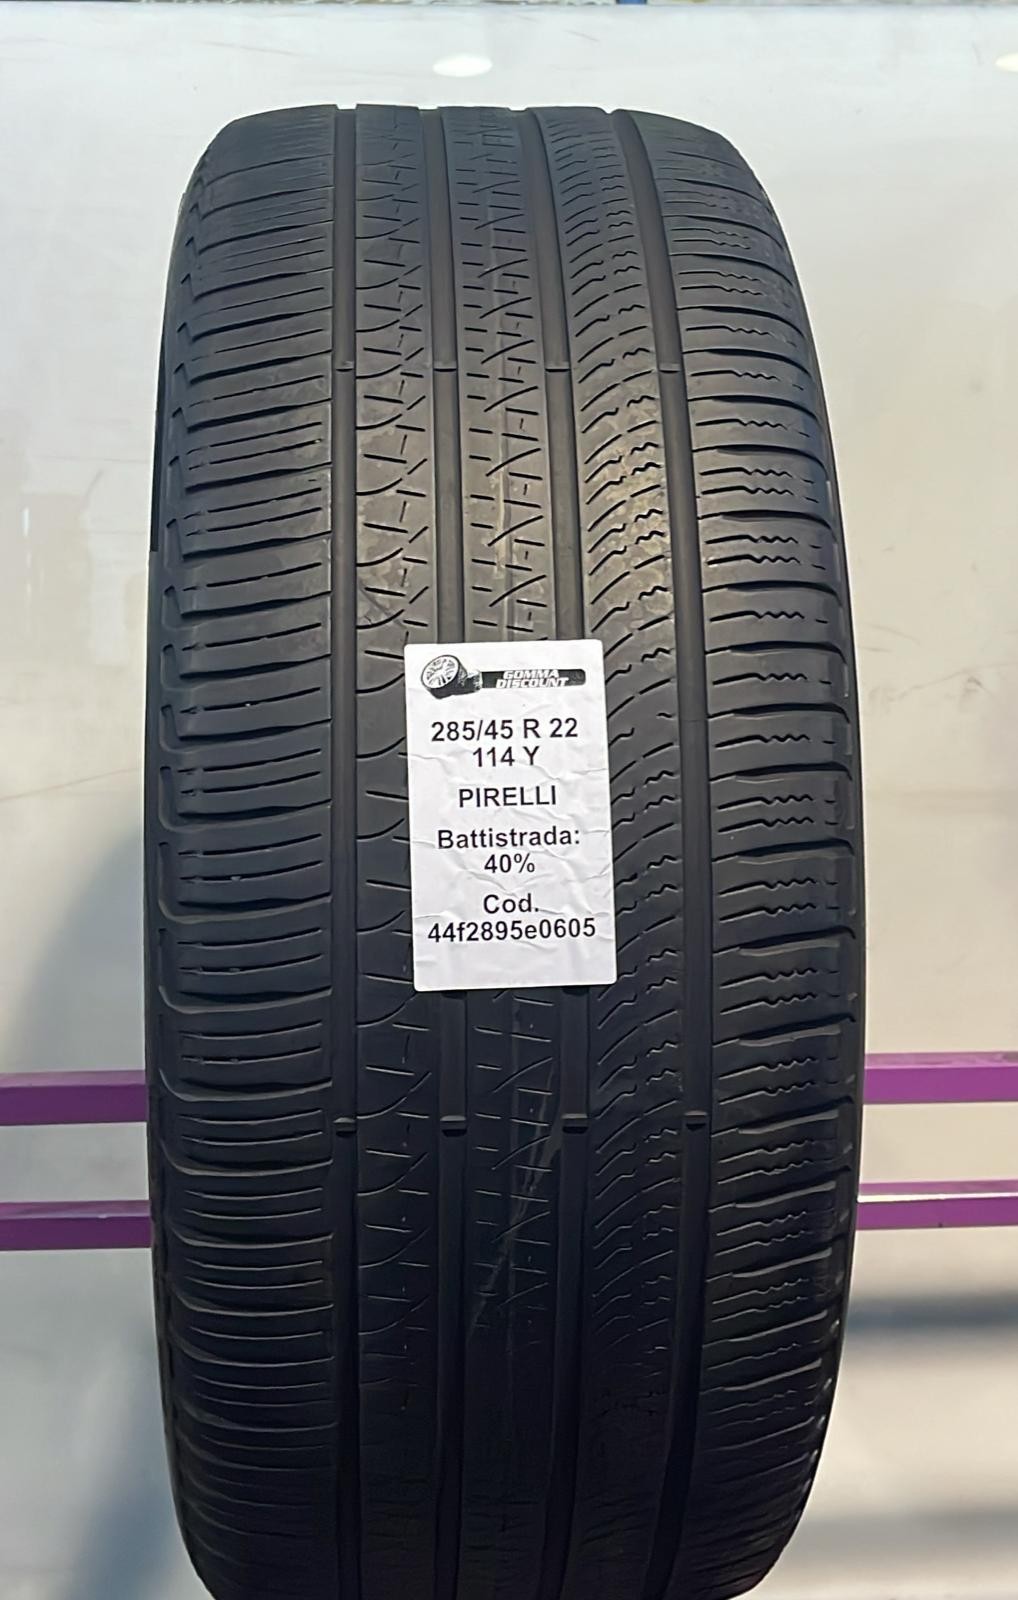 GOMMA
DISCOUNT
285/45 R 22
114 Y
PIRELLI
Battistrada:
40%
Cod.
44f2895e0605